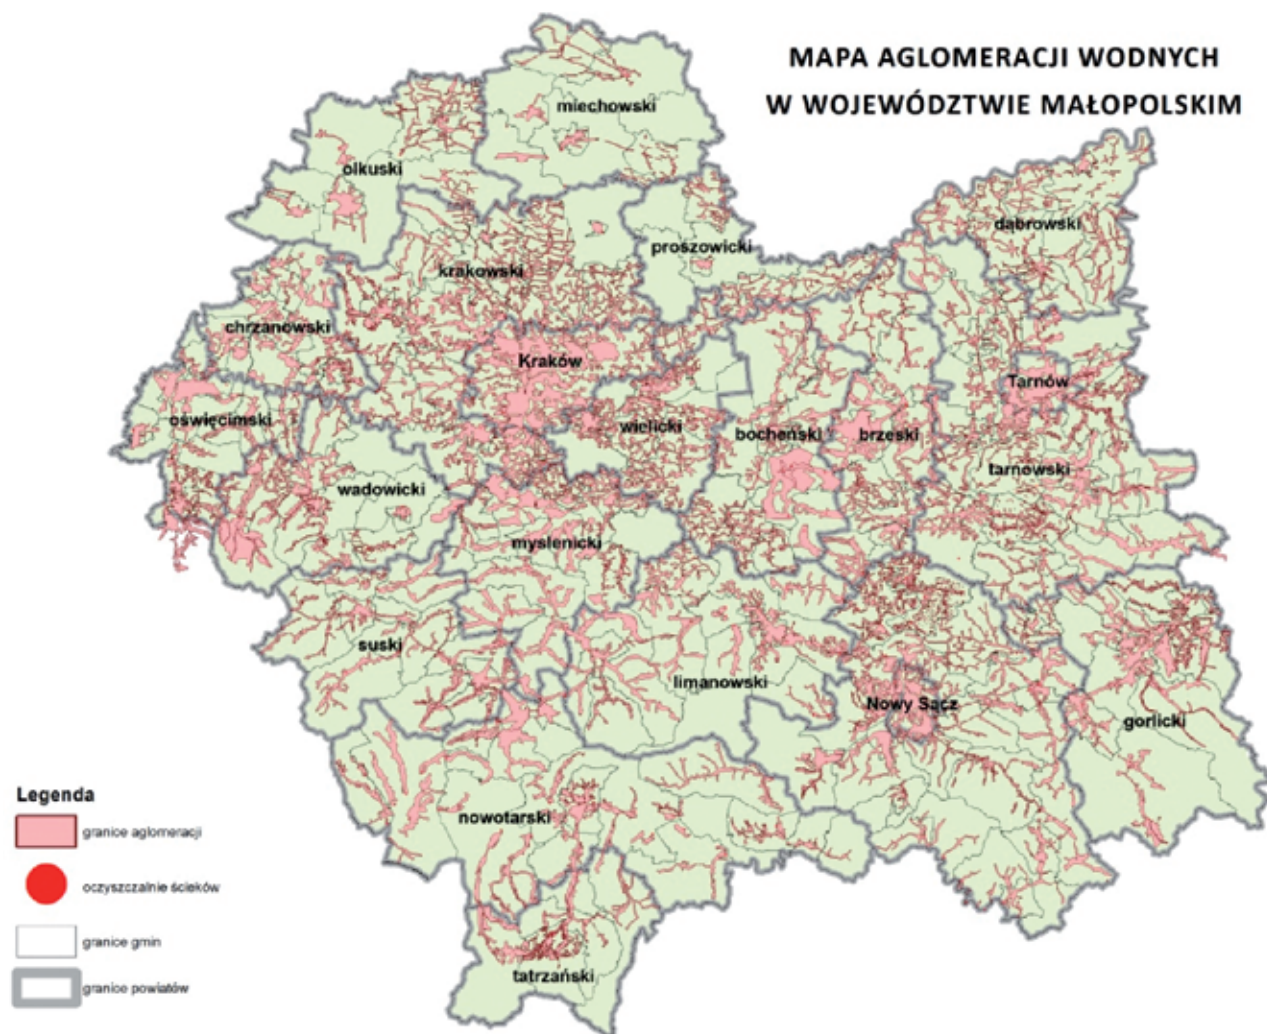 MAPA AGLOMERACJI WODNYCH
W WOJEWÓDZTWIE MAŁOPOLSKIM
miechowski
olkuski
dąbrowski
proszowicki
krakowski
chrzanowski
Kraków
Tarnów
oświęcimski
wielicki
bocheński
brzeski
tarnowski
wadowicki
myslenicki
suski
limanowski
Nowy Sącz
gorlicki
nowotarski
tatrzański
Legenda
granice aglomeracji
oczyszczalnie ścieków
granice gmin
granice powiatów